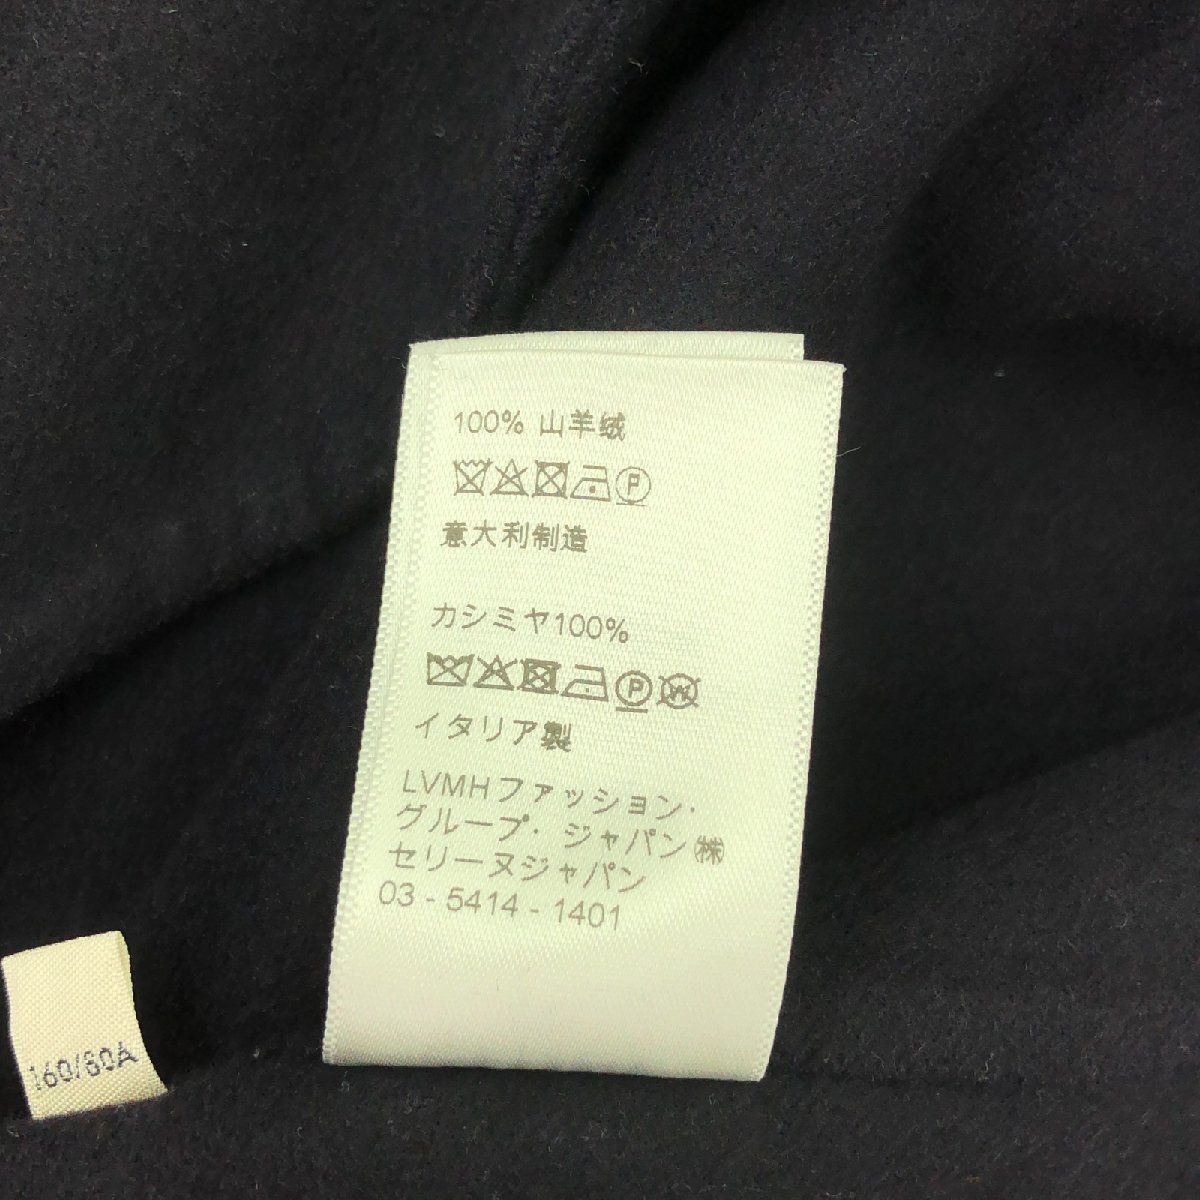 100% 山羊绒
P
意大利制造
カシミヤ100%
P W
イタリア製
LVMHファッション・
グループ・ジャパン㈱
セリーヌジャパン
03 - 5414 - 1401
160/80A